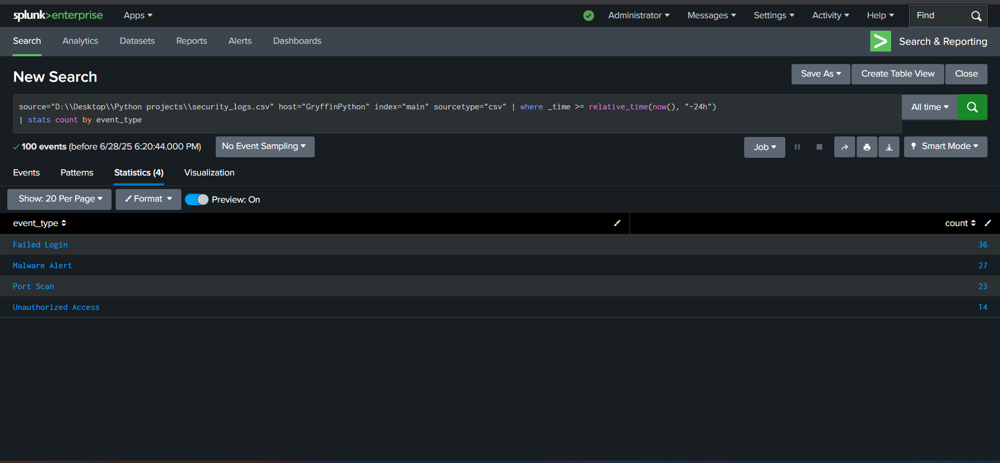 splunk>enterprise Apps Administrator Messages Settings Activity Help Find
Search Analytics Datasets Reports Alerts Dashboards Search & Reporting
New Search Save As Create Table View Close
source="D:\\Desktop\\Python projects\\security_logs.csv" host="GryffinPython" index="main" sourcetype="csv" | where _time >= relative_time(now(), "-24h") All time
| stats count by event_type
100 events (before 6/28/25 6:20:44.000 PM) No Event Sampling Job Smart Mode
Events Patterns Statistics (4) Visualization
Show: 20 Per Page Format Preview: On
event_type count
Failed Login 36
Malware Alert 27
Port Scan 23
Unauthorized Access 14